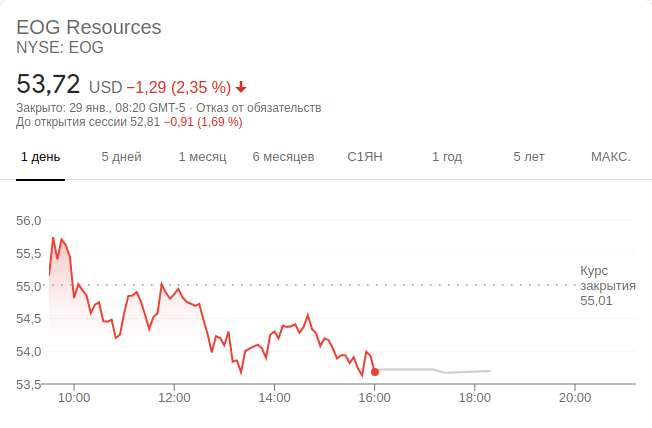 EOG Resources
NYSE: EOG
53,72 USD −1,29 (2,35 %)
Закрыто: 29 янв., 08:20 GMT-5 · Отказ от обязательств
До открытия сессии 52,81 −0,91 (1,69 %)
1 день 5 дней 1 месяц 6 месяцев С1ЯН 1 год 5 лет МАКС.
56,0
55,5
Курс
55,0 закрытия
55,01
54,5
54,0
53,5
10:00 12:00 14:00 16:00 18:00 20:00